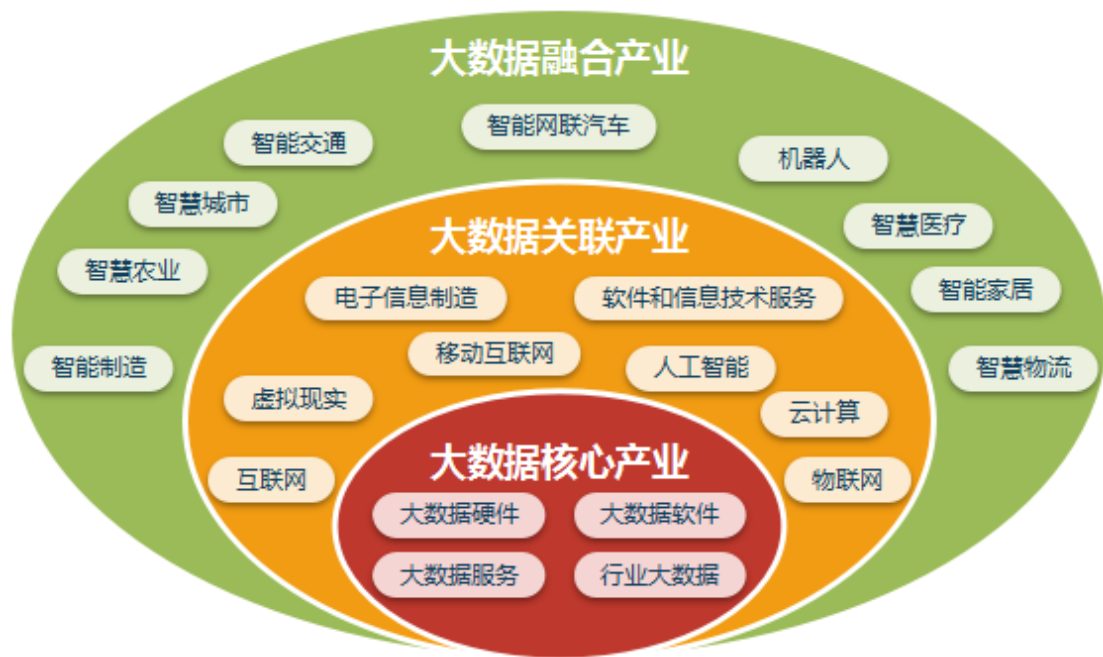 大数据融合产业
智能网联汽车
智能交通
机器人
智慧城市
智慧医疗
智慧农业
智能家居
智能制造
智慧物流
大数据关联产业
电子信息制造
软件和信息技术服务
移动互联网
人工智能
虚拟现实
云计算
互联网
物联网
大数据核心产业
大数据硬件
大数据软件
大数据服务
行业大数据